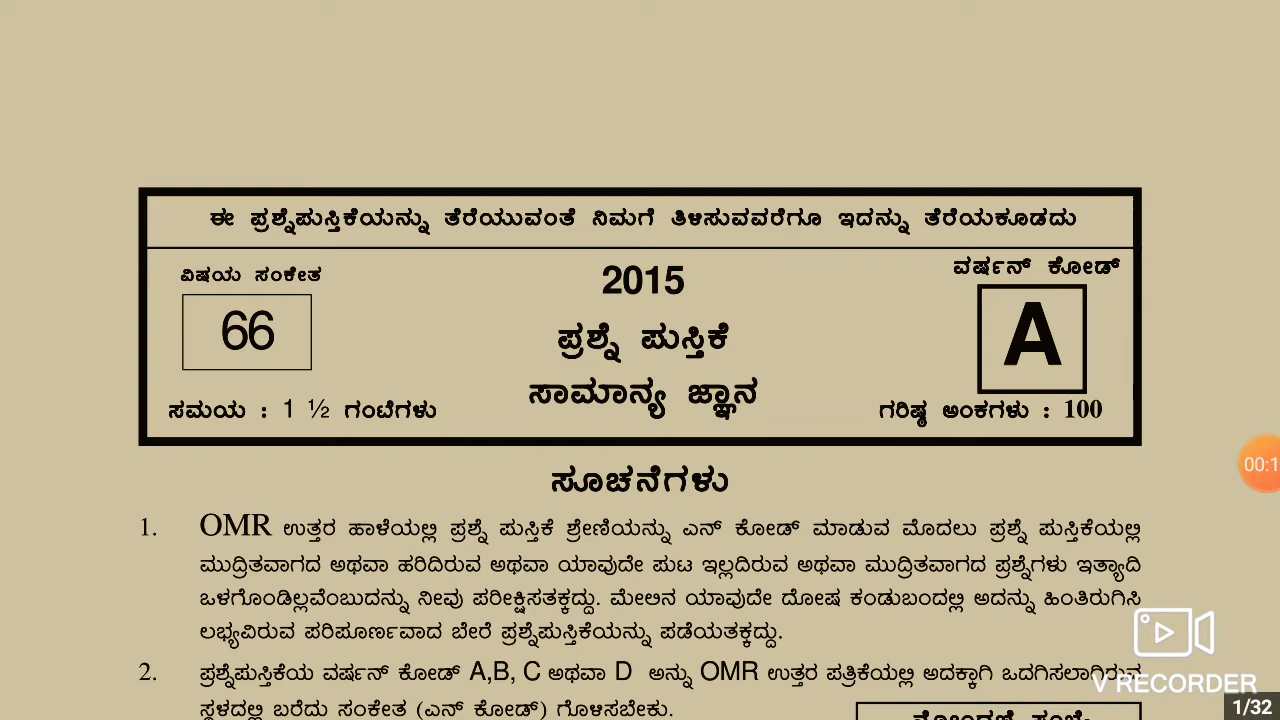 ಈ ಪ್ರಶ್ನೆಪುಸ್ತಿಕೆಯನ್ನು ತೆರೆಯುವಂತೆ ನಿಮಗೆ ತಿಳಿಸುವವರೆಗೂ ಇದನ್ನು ತೆರೆಯಕೂಡದು
ವಿಷಯ ಸಂಕೇತ
66
2015
ಪ್ರಶ್ನೆ ಪುಸ್ತಿಕೆ
ಸಾಮಾನ್ಯ ಜ್ಞಾನ
ವರ್ಷನ್ ಕೋಡ್
A
ಸಮಯ : 1 ½ ಗಂಟೆಗಳು
ಗರಿಷ್ಠ ಅಂಕಗಳು : 100
ಸೂಚನೆಗಳು
1. OMR ಉತ್ತರ ಹಾಳೆಯಲ್ಲಿ ಪ್ರಶ್ನೆ ಪುಸ್ತಿಕೆ ಶ್ರೇಣಿಯನ್ನು ಎನ್ ಕೋಡ್ ಮಾಡುವ ಮೊದಲು ಪ್ರಶ್ನೆ ಪುಸ್ತಿಕೆಯಲ್ಲಿ
ಮುದ್ರಿತವಾಗದ ಅಥವಾ ಹರಿದಿರುವ ಅಥವಾ ಯಾವುದೇ ಪುಟ ಇಲ್ಲದಿರುವ ಅಥವಾ ಮುದ್ರಿತವಾಗದ ಪ್ರಶ್ನೆಗಳು ಇತ್ಯಾದಿ
ಒಳಗೊಂಡಿಲ್ಲವೆಂಬುದನ್ನು ನೀವು ಪರೀಕ್ಷಿಸತಕ್ಕದ್ದು. ಮೇಲಿನ ಯಾವುದೇ ದೋಷ ಕಂಡುಬಂದಲ್ಲಿ ಅದನ್ನು ಹಿಂತಿರುಗಿಸಿ
ಲಭ್ಯವಿರುವ ಪರಿಪೂರ್ಣವಾದ ಬೇರೆ ಪ್ರಶ್ನೆಪುಸ್ತಿಕೆಯನ್ನು ಪಡೆಯತಕ್ಕದ್ದು.
2. ಪ್ರಶ್ನೆಪುಸ್ತಿಕೆಯ ವರ್ಷನ್ ಕೋಡ್ A,B, C ಅಥವಾ D ಅನ್ನು OMR ಉತ್ತರ ಪತ್ರಿಕೆಯಲ್ಲಿ ಅದಕ್ಕಾಗಿ ಒದಗಿಸಲಾಗಿರುವ
ಸ್ಥಳದಲ್ಲಿ ಬರೆದು ಸಂಕೇತ (ಎನ್ ಕೋಡ್) ಗೊಳಿಸಬೇಕು.
00:1
V RECORDER
1/32